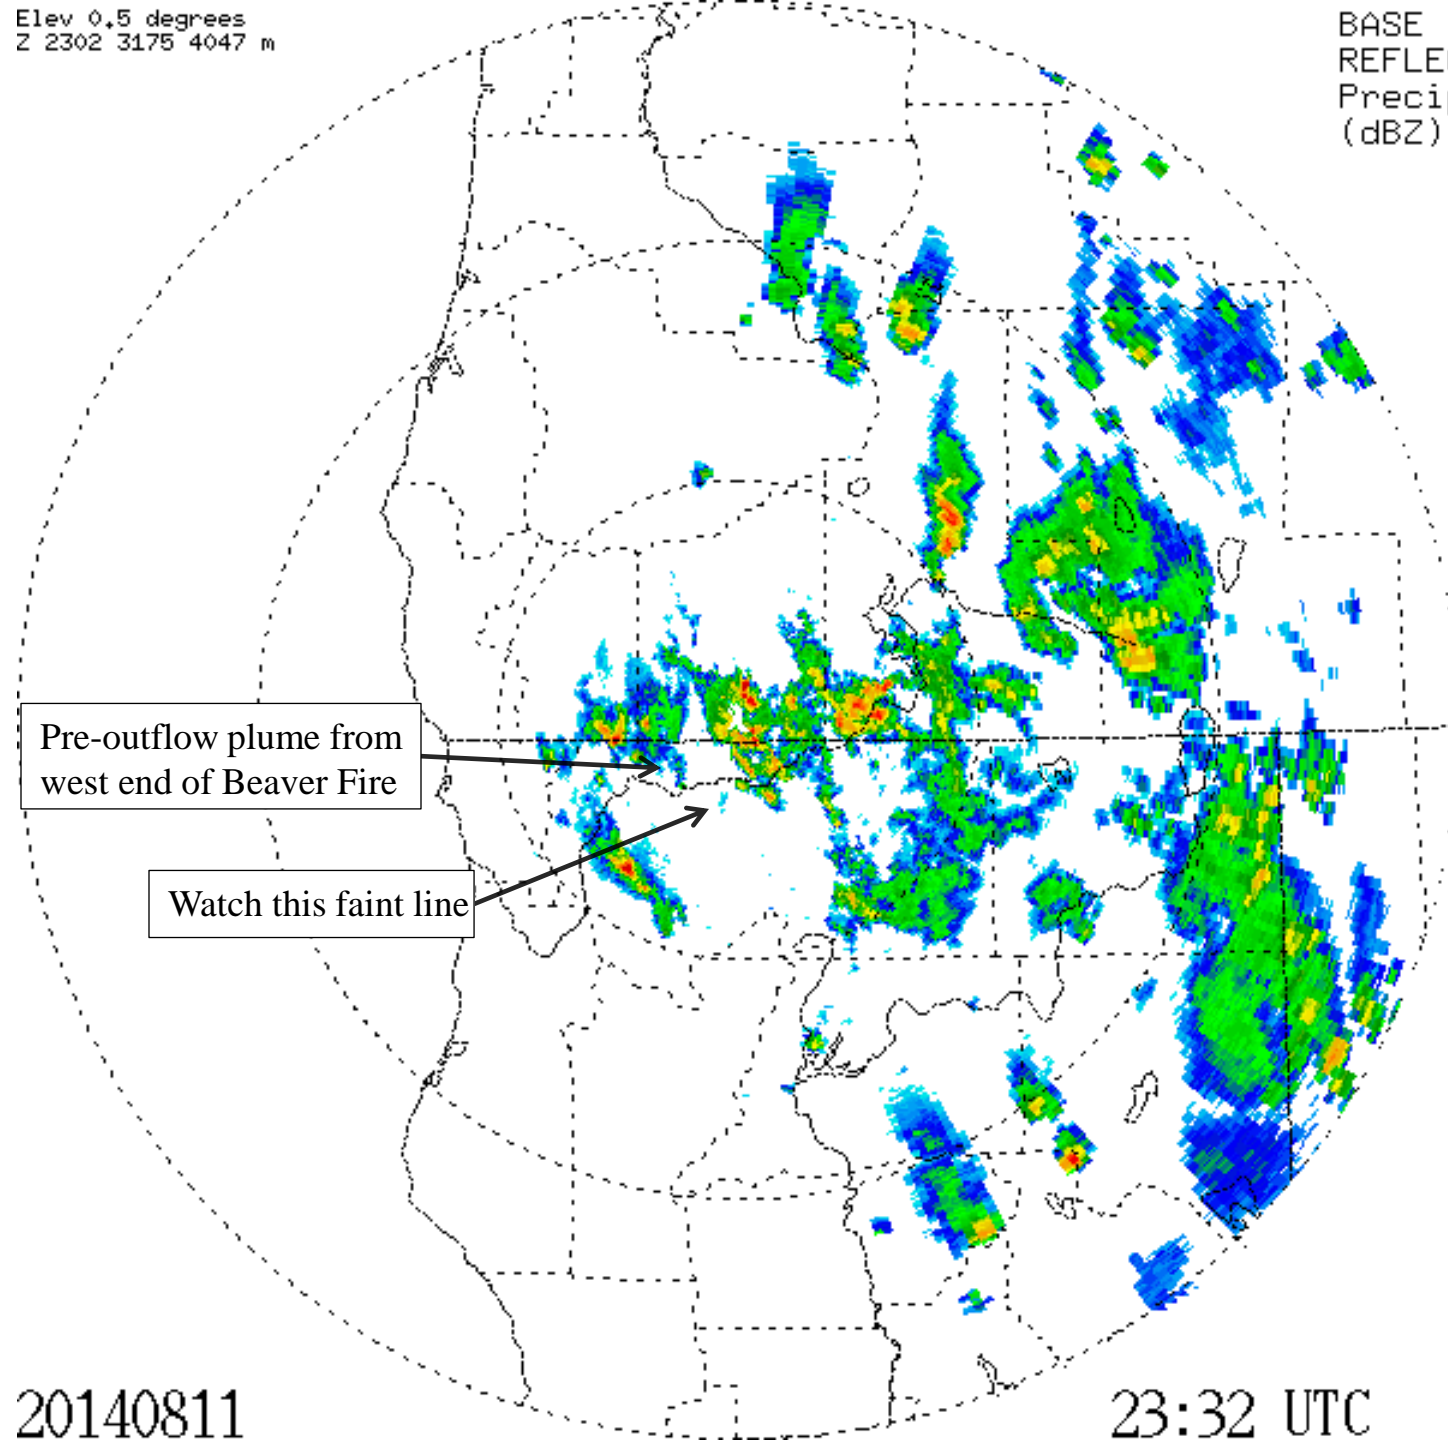 Elev 0.5 degrees
Z 2302 3175 4047 m
BASE
REFLE
Preci
(dBZ)
Pre-outflow plume from
west end of Beaver Fire
Watch this faint line
20140811
23:32 UTC